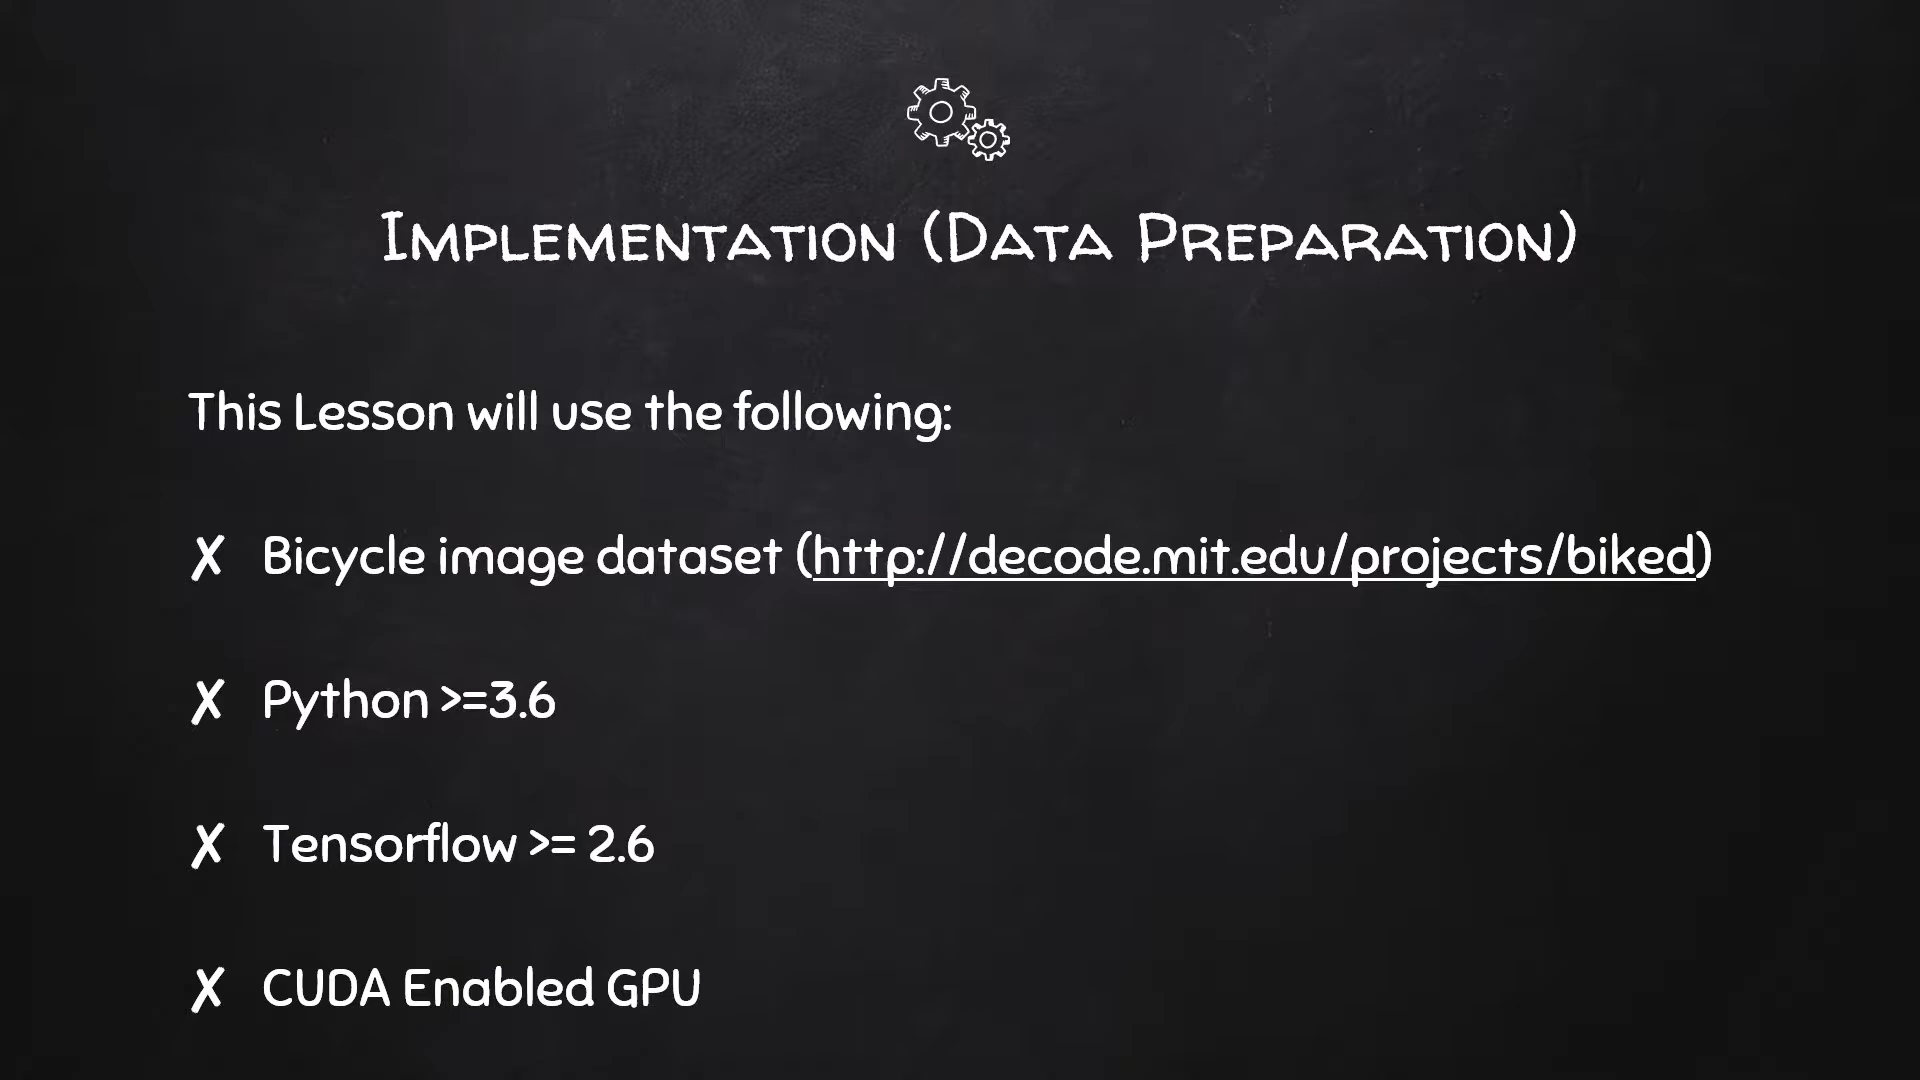 Implementation (Data Preparation)
This Lesson will use the following:
✗ Bicycle image dataset (http://decode.mit.edu/projects/biked)
✗ Python >=3.6
✗ Tensorflow >= 2.6
✗ CUDA Enabled GPU